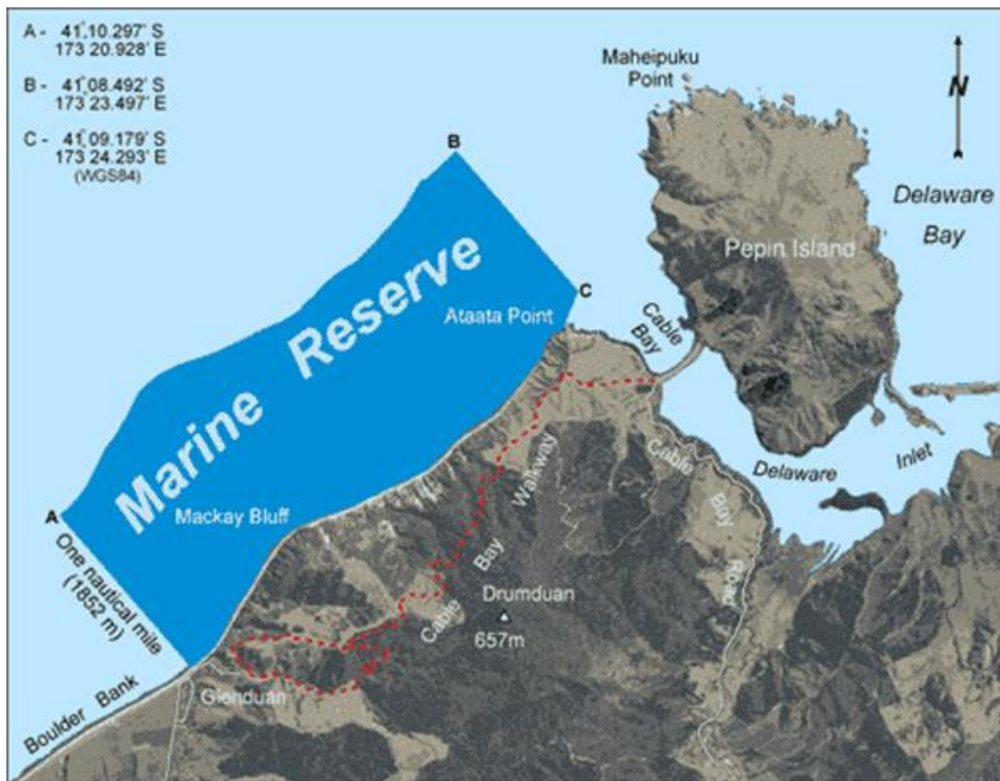 A - 41° 10.297' S
173 20.928' E
B - 41° 08.492' S
173 23.497' E
C - 41° 09.179' S
173 24.293' E
(WGS84)
Maheipuku
Point
N
Delaware
Bay
B
Pepin Island
Marine Reserve
C
Ataata Point
Cable
Bay
A
Mackay Bluff
One nautical mile
(1852 m)
Cable Bay Walkway
Cable Bay Road
Delaware Inlet
Drumduan
657m
Glenduan
Boulder Bank